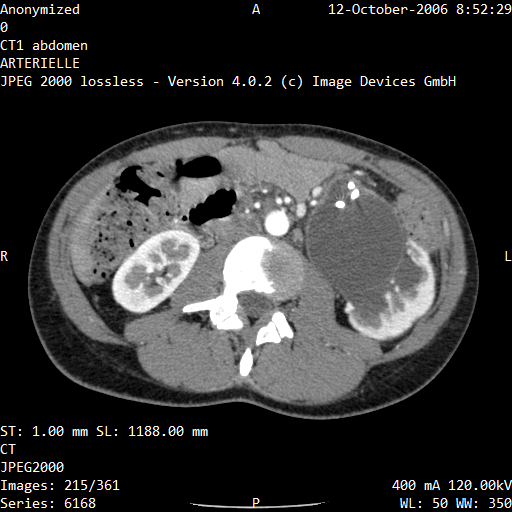 Anonymized A 12-October-2006 8:52:29
0
CT1 abdomen
ARTERIELLE
JPEG 2000 lossless - Version 4.0.2 (c) Image Devices GmbH
R L
ST: 1.00 mm SL: 1188.00 mm
CT
JPEG2000
Images: 215/361 400 mA 120.00kV
Series: 6168 P WL: 50 WW: 350